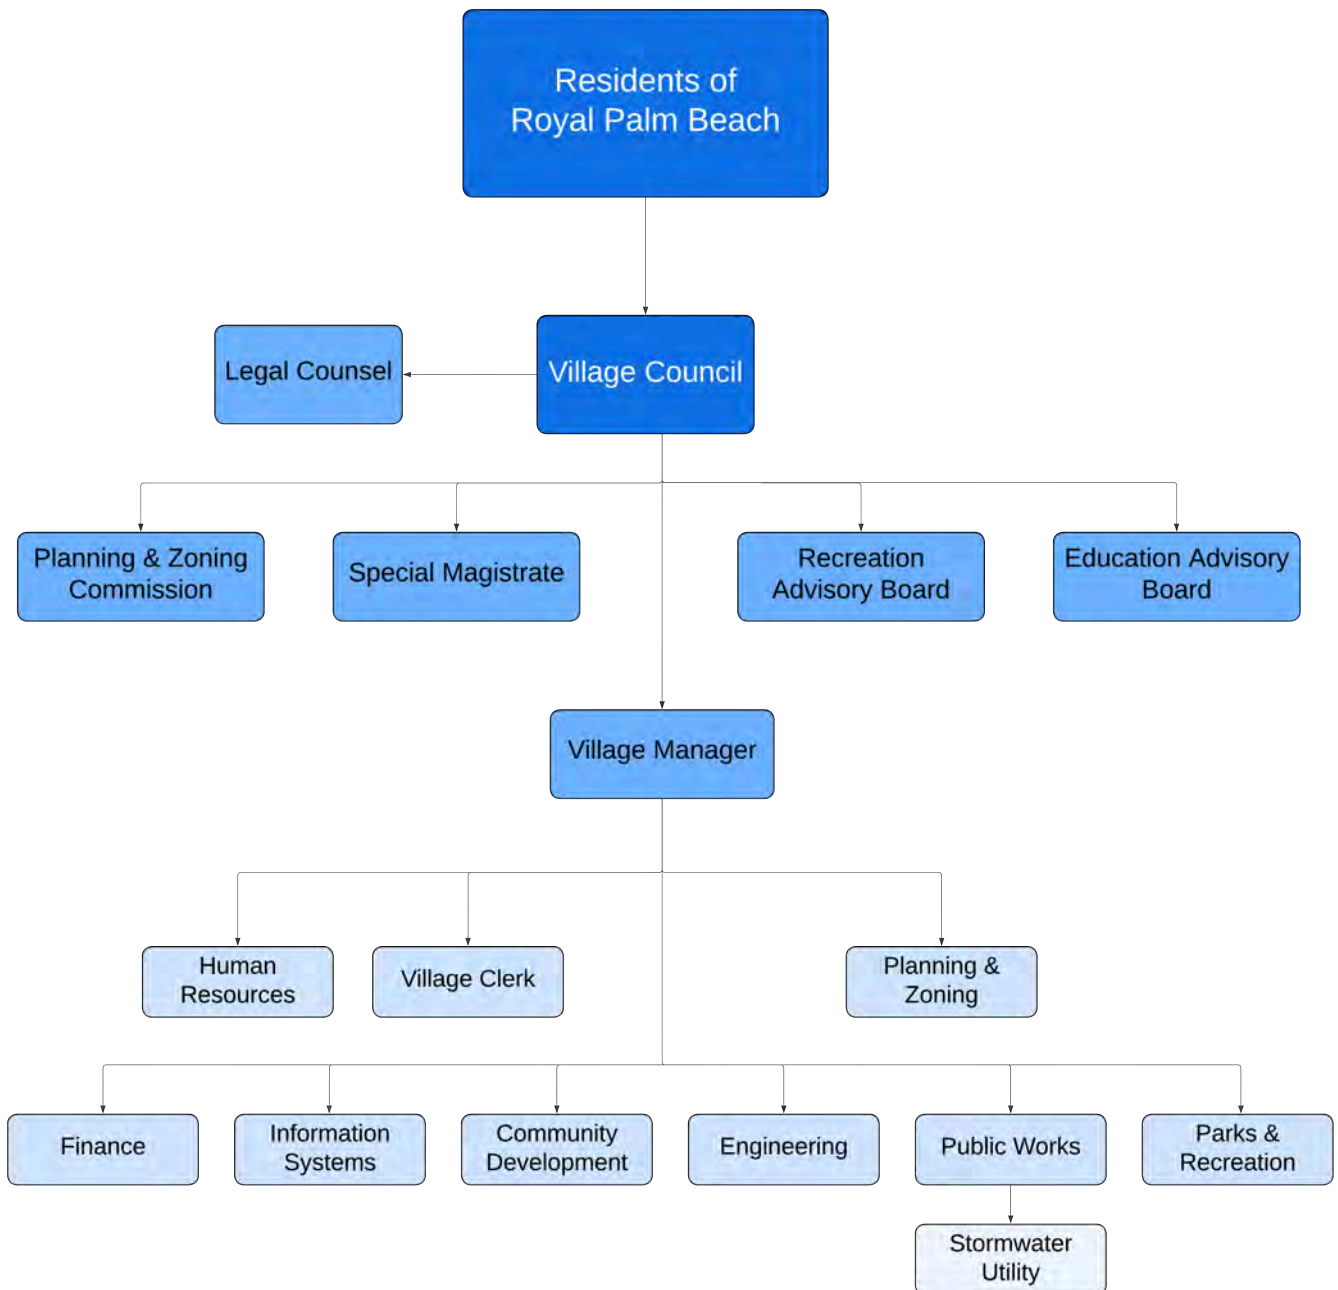 Residents of
Royal Palm Beach
Legal Counsel
Village Council
Planning & Zoning
Commission
Special Magistrate
Recreation
Advisory Board
Education Advisory
Board
Village Manager
Human
Resources
Village Clerk
Planning &
Zoning
Finance
Information
Systems
Community
Development
Engineering
Public Works
Parks &
Recreation
Stormwater
Utility